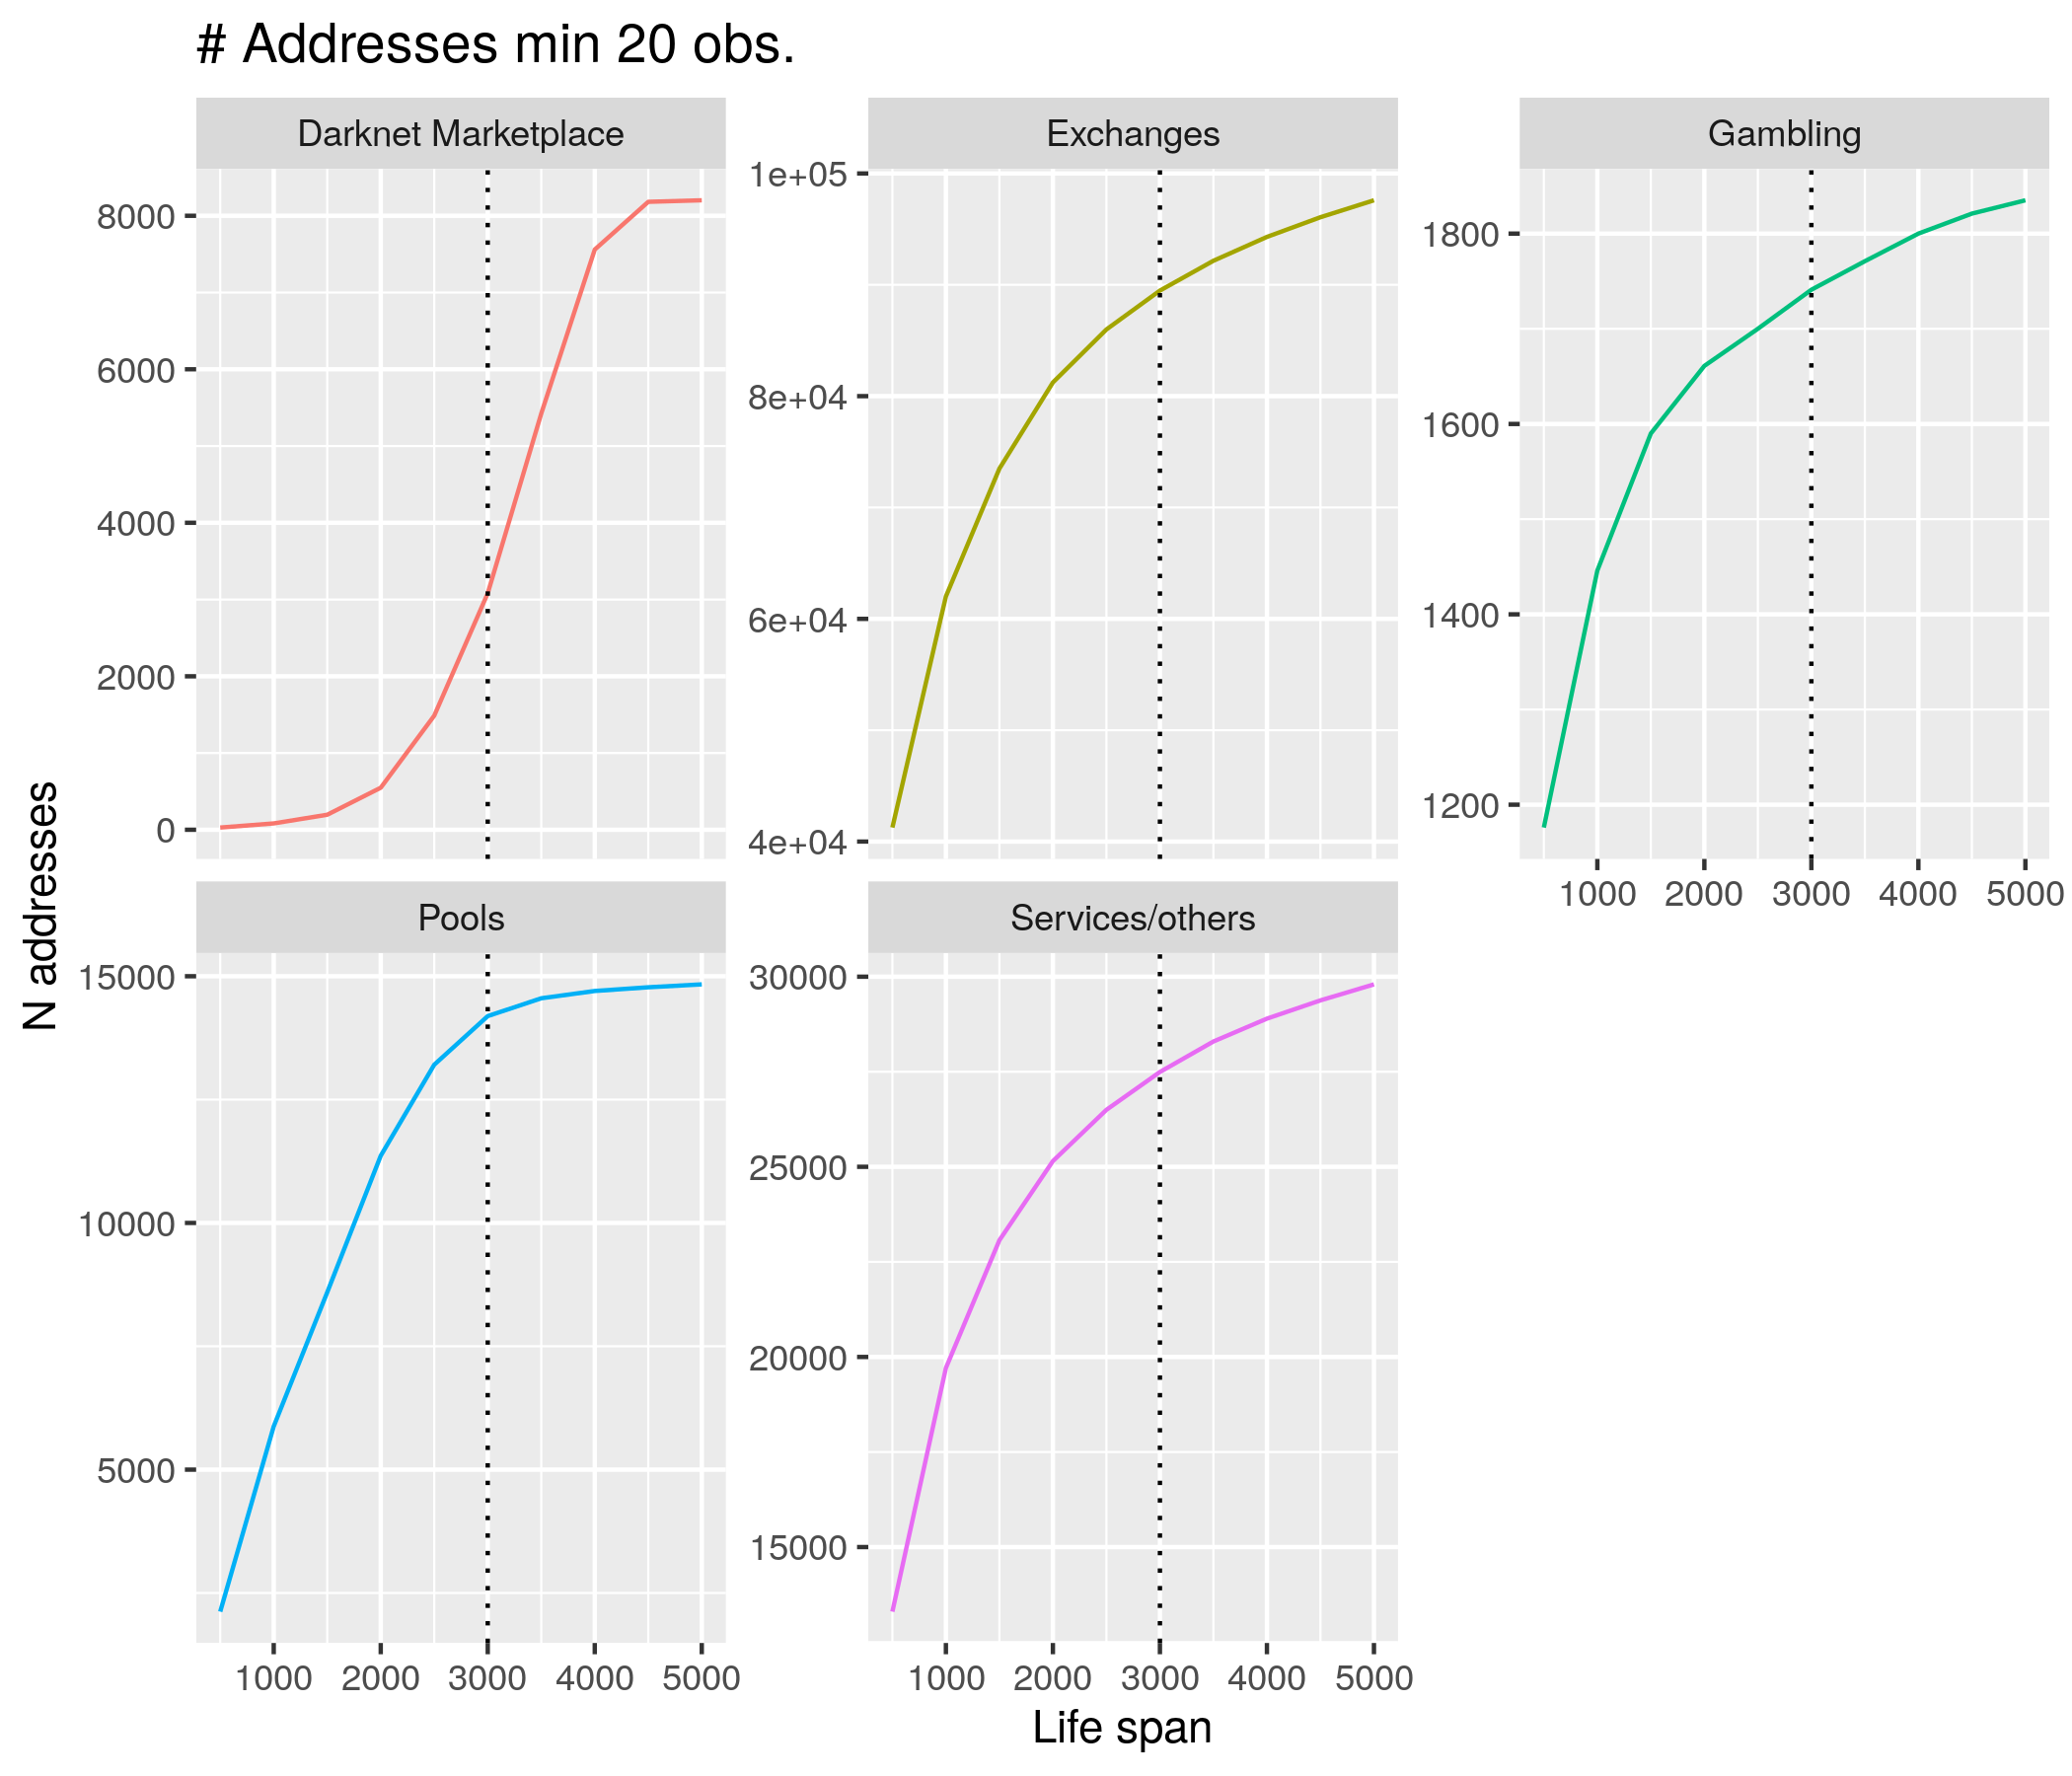 # Addresses min 20 obs.
Darknet Marketplace
Exchanges
Gambling
8000
6000
4000
2000
0
1e+05
8e+04
6e+04
4e+04
1800
1600
1400
1200
1000 2000 3000 4000 5000
N addresses
Pools
Services/others
15000
10000
5000
30000
25000
20000
15000
1000 2000 3000 4000 5000
1000 2000 3000 4000 5000
Life span